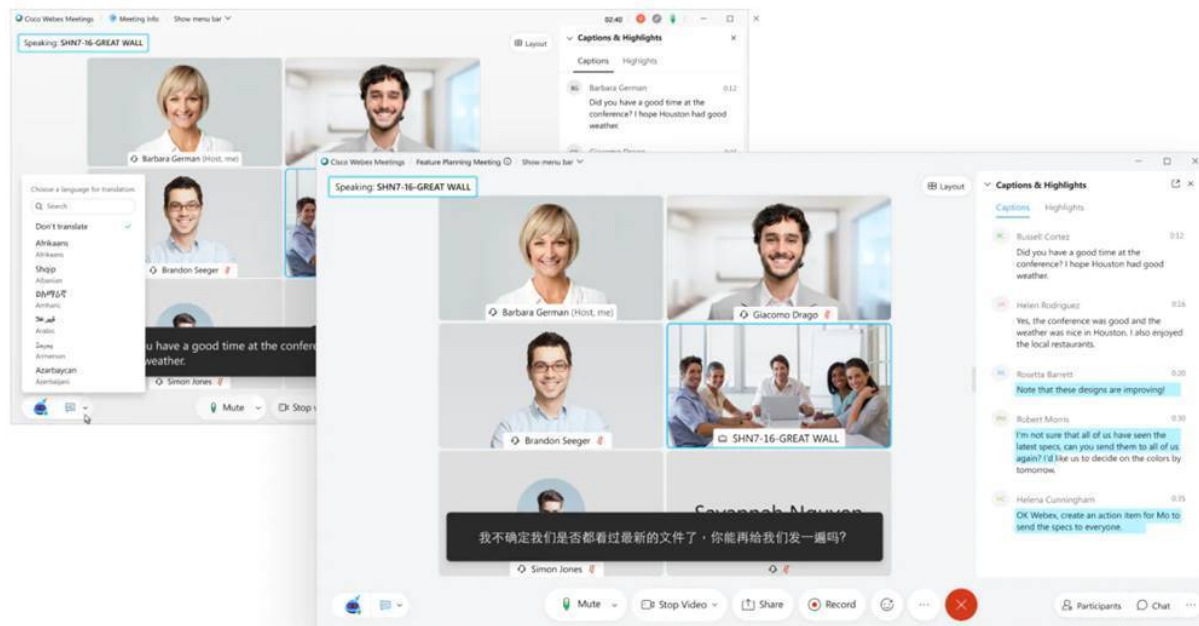 Cisco Webex Meetings
Meeting Info
Show menu bar
02:40
Speaking: SHN7-16-GREAT WALL
Layout
Captions & Highlights
Captions
Highlights
BG
Barbara German
0:12
Did you have a good time at the
conference? I hope Houston had good
weather.
Barbara German (Host, me)
Choose a language for translation
Search
Don't translate
Afrikaans
Afrikaans
Shqip
Albanian
Amharic
Arabic
Armenian
Azarbaycan
Azerbaijani
Brandon Seeger
u have a good time at the confere
weather.
Simon Jones
Mute
Stop v
Cisco Webex Meetings
Feature Planning Meeting
Show menu bar
Speaking: SHN7-16-GREAT WALL
Layout
Barbara German (Host, me)
Giacomo Drago
Brandon Seeger
SHN7-16-GREAT WALL
Savannah Nguyen
我不确定我们是否都看过最新的文件了，你能再给我们发一遍吗?
Simon Jones
Mute
Stop Video
Share
Record
Participants
Chat
Captions & Highlights
Captions
Highlights
Russell Cortez
0:12
Did you have a good time at the
conference? I hope Houston had good
weather.
Helen Rodriguez
0:16
Yes, the conference was good and the
weather was nice in Houston. I also enjoyed
the local restaurants.
Rosetta Barrett
0:20
Note that these designs are improving!
Robert Morris
0:30
I'm not sure that all of us have seen the
latest specs, can you send them to all of us
again? I'd like us to decide on the colors by
tomorrow.
Helena Cunningham
0:35
OK Webex, create an action item for Mo to
send the specs to everyone.